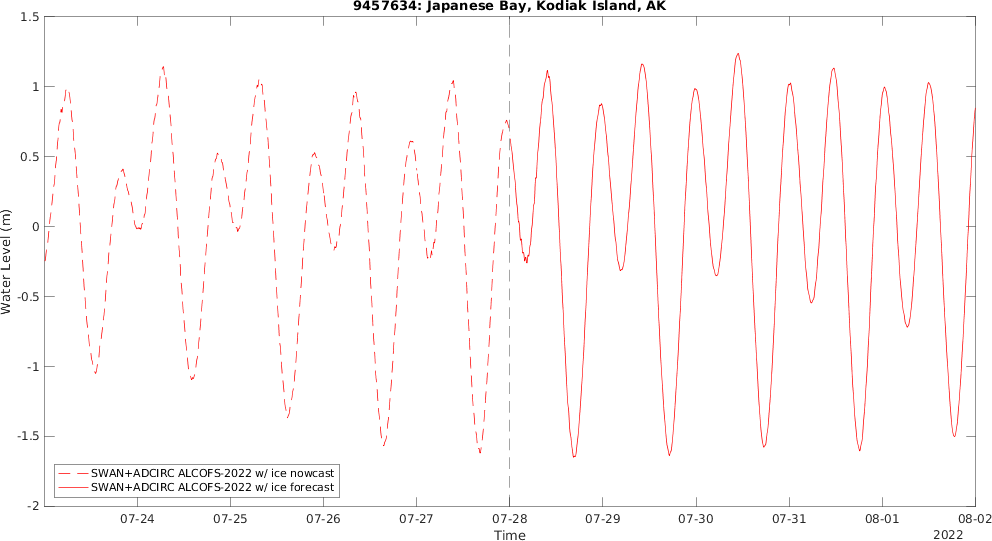 9457634: Japanese Bay, Kodiak Island, AK
1.5
1
0.5
0
-0.5
-1
-1.5
-2
Water Level (m)
SWAN+ADCIRC ALCOFS-2022 w/ ice nowcast
SWAN+ADCIRC ALCOFS-2022 w/ ice forecast
07-24 07-25 07-26 07-27 07-28 07-29 07-30 07-31 08-01 08-02
Time
2022